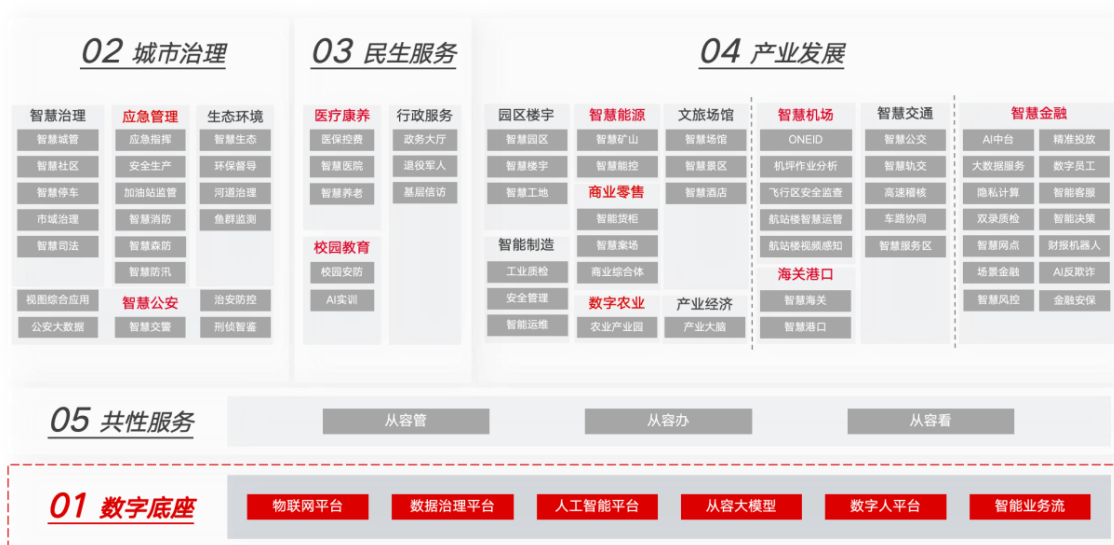 02 城市治理
智慧治理
智慧城管
智慧社区
智慧停车
市域治理
智慧司法
应急管理
应急指挥
安全生产
加油站监管
智慧消防
智慧森防
智慧防汛
生态环境
智慧生态
环保督导
河道治理
鱼群监测
视图综合应用
公安大数据
智慧公安
智慧交警
治安防控
刑侦智鉴
03 民生服务
医疗康养
医保控费
智慧医院
智慧养老
校园教育
校园安防
AI实训
行政服务
政务大厅
退役军人
基层信访
04 产业发展
园区楼宇
智慧园区
智慧楼宇
智慧工地
智能制造
工业质检
安全管理
智能运维
智慧能源
智慧矿山
智慧能控
商业零售
智能货柜
智慧案场
商业综合体
数字农业
农业产业园
文旅场馆
智慧场馆
智慧景区
智慧酒店
产业经济
产业大脑
智慧机场
ONEID
机坪作业分析
飞行区安全监查
航站楼智慧运管
航站楼视频感知
海关港口
智慧海关
智慧港口
智慧交通
智慧公交
智慧轨交
高速稽核
车路协同
智慧服务区
智慧金融
AI中台
大数据服务
隐私计算
双录质检
智慧网点
场景金融
智慧风控
精准投放
数字员工
智能客服
智能决策
财报机器人
AI反欺诈
金融安保
05 共性服务
从容管
从容办
从容看
01 数字底座
物联网平台
数据治理平台
人工智能平台
从容大模型
数字人平台
智能业务流